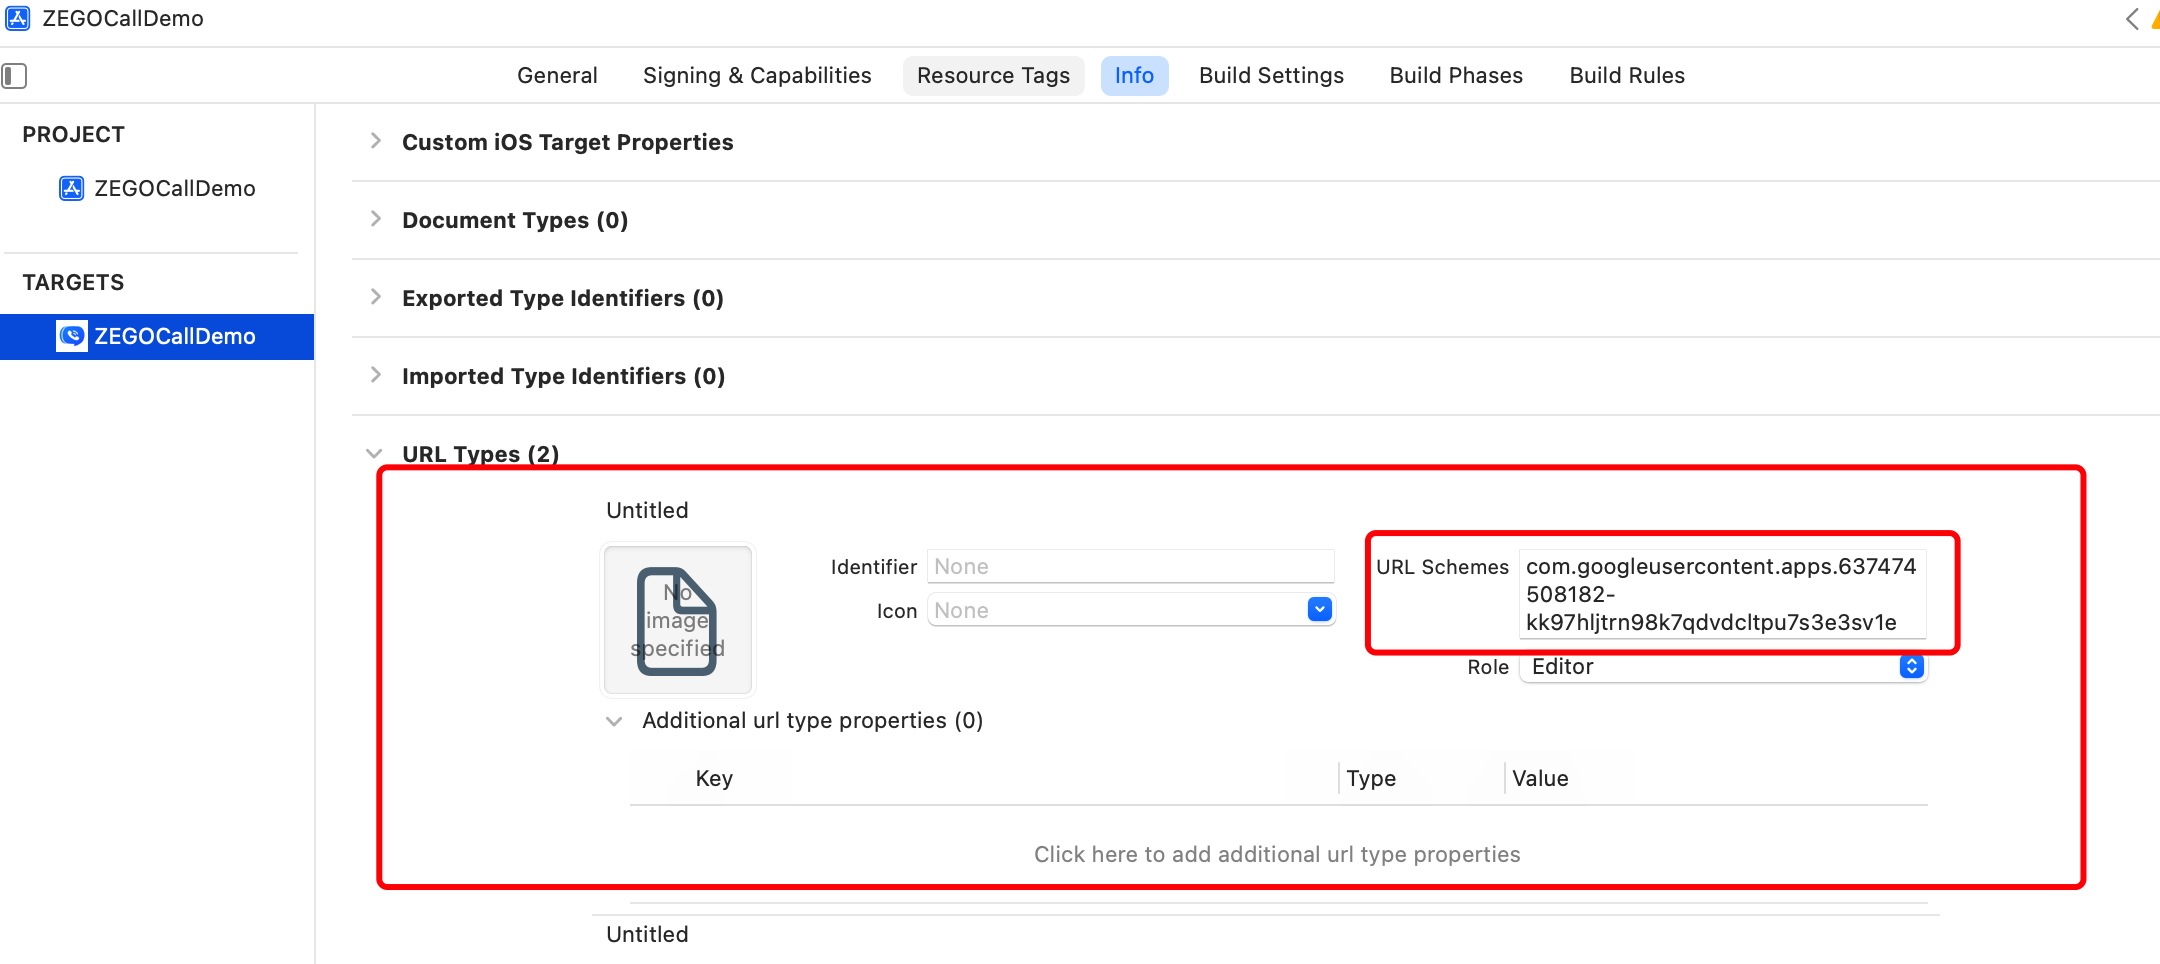 ZEGOCallDemo
General Signing & Capabilities Resource Tags Info Build Settings Build Phases Build Rules
PROJECT
ZEGOCallDemo
TARGETS
ZEGOCallDemo
Custom iOS Target Properties
Document Types (0)
Exported Type Identifiers (0)
Imported Type Identifiers (0)
URL Types (2)
Untitled
No
image
specified
Identifier None
Icon None
URL Schemes com.googleusercontent.apps.637474
508182-
kk97hljtrn98k7qdvdcltpu7s3e3sv1e
Role Editor
Additional url type properties (0)
Key Type Value
Click here to add additional url type properties
Untitled